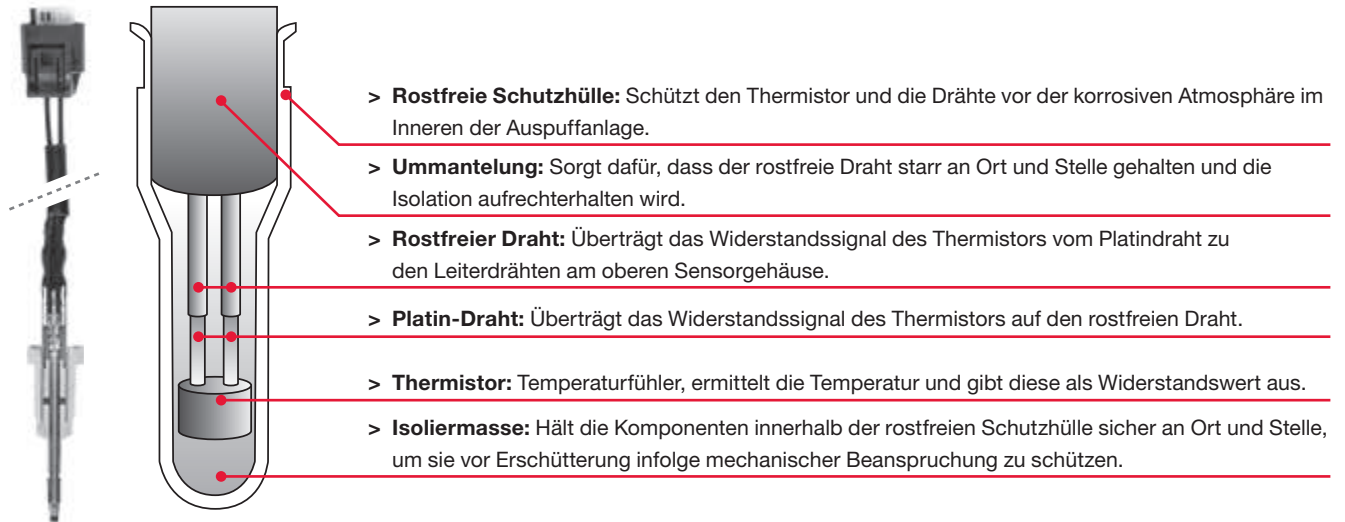 > Rostfreie Schutzhülle: Schützt den Thermistor und die Drähte vor der korrosiven Atmosphäre im
Inneren der Auspuffanlage.
> Ummantelung: Sorgt dafür, dass der rostfreie Draht starr an Ort und Stelle gehalten und die
Isolation aufrechterhalten wird.
> Rostfreier Draht: Überträgt das Widerstandssignal des Thermistors vom Platindraht zu
den Leiterdrähten am oberen Sensorgehäuse.
> Platin-Draht: Überträgt das Widerstandssignal des Thermistors auf den rostfreien Draht.
> Thermistor: Temperaturfühler, ermittelt die Temperatur und gibt diese als Widerstandswert aus.
> Isoliermasse: Hält die Komponenten innerhalb der rostfreien Schutzhülle sicher an Ort und Stelle,
um sie vor Erschütterung infolge mechanischer Beanspruchung zu schützen.